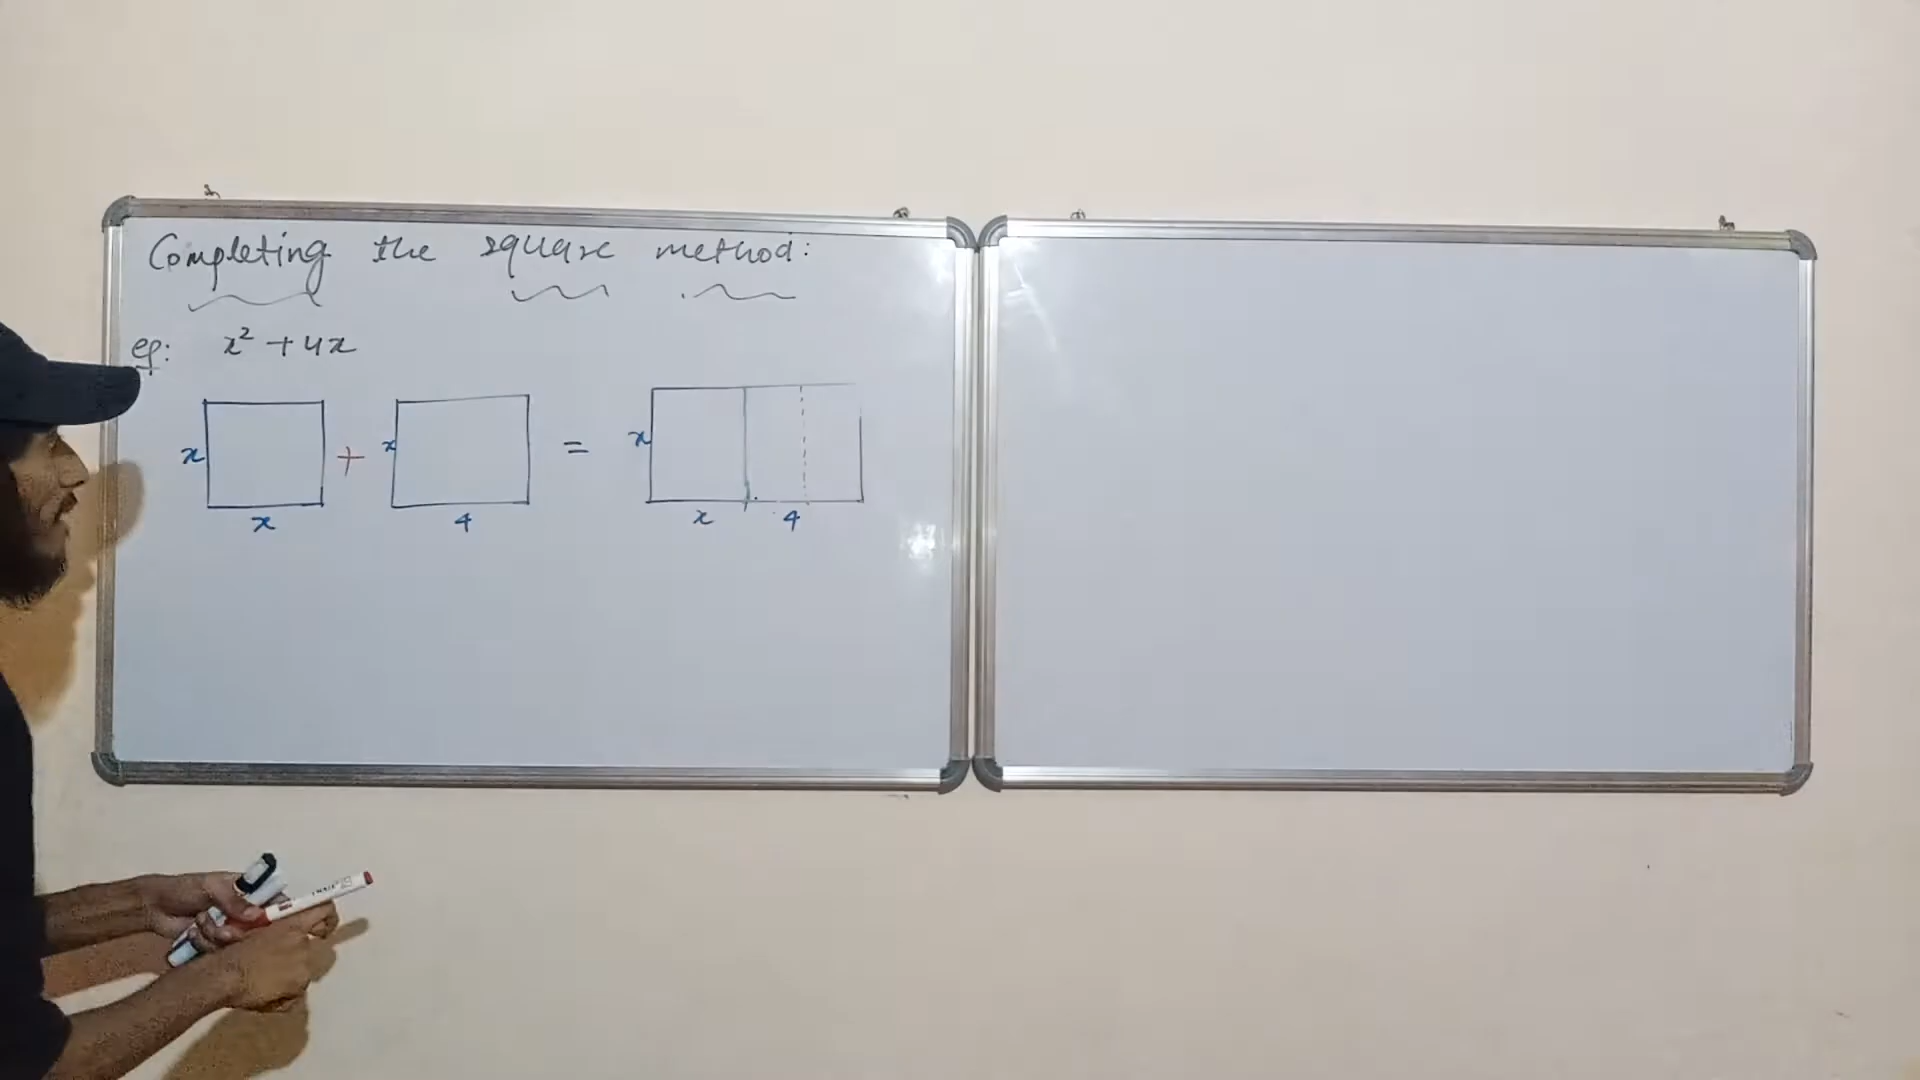 Completing the square method:
eg: x² + 4x
x + x = x
x 4 x 4